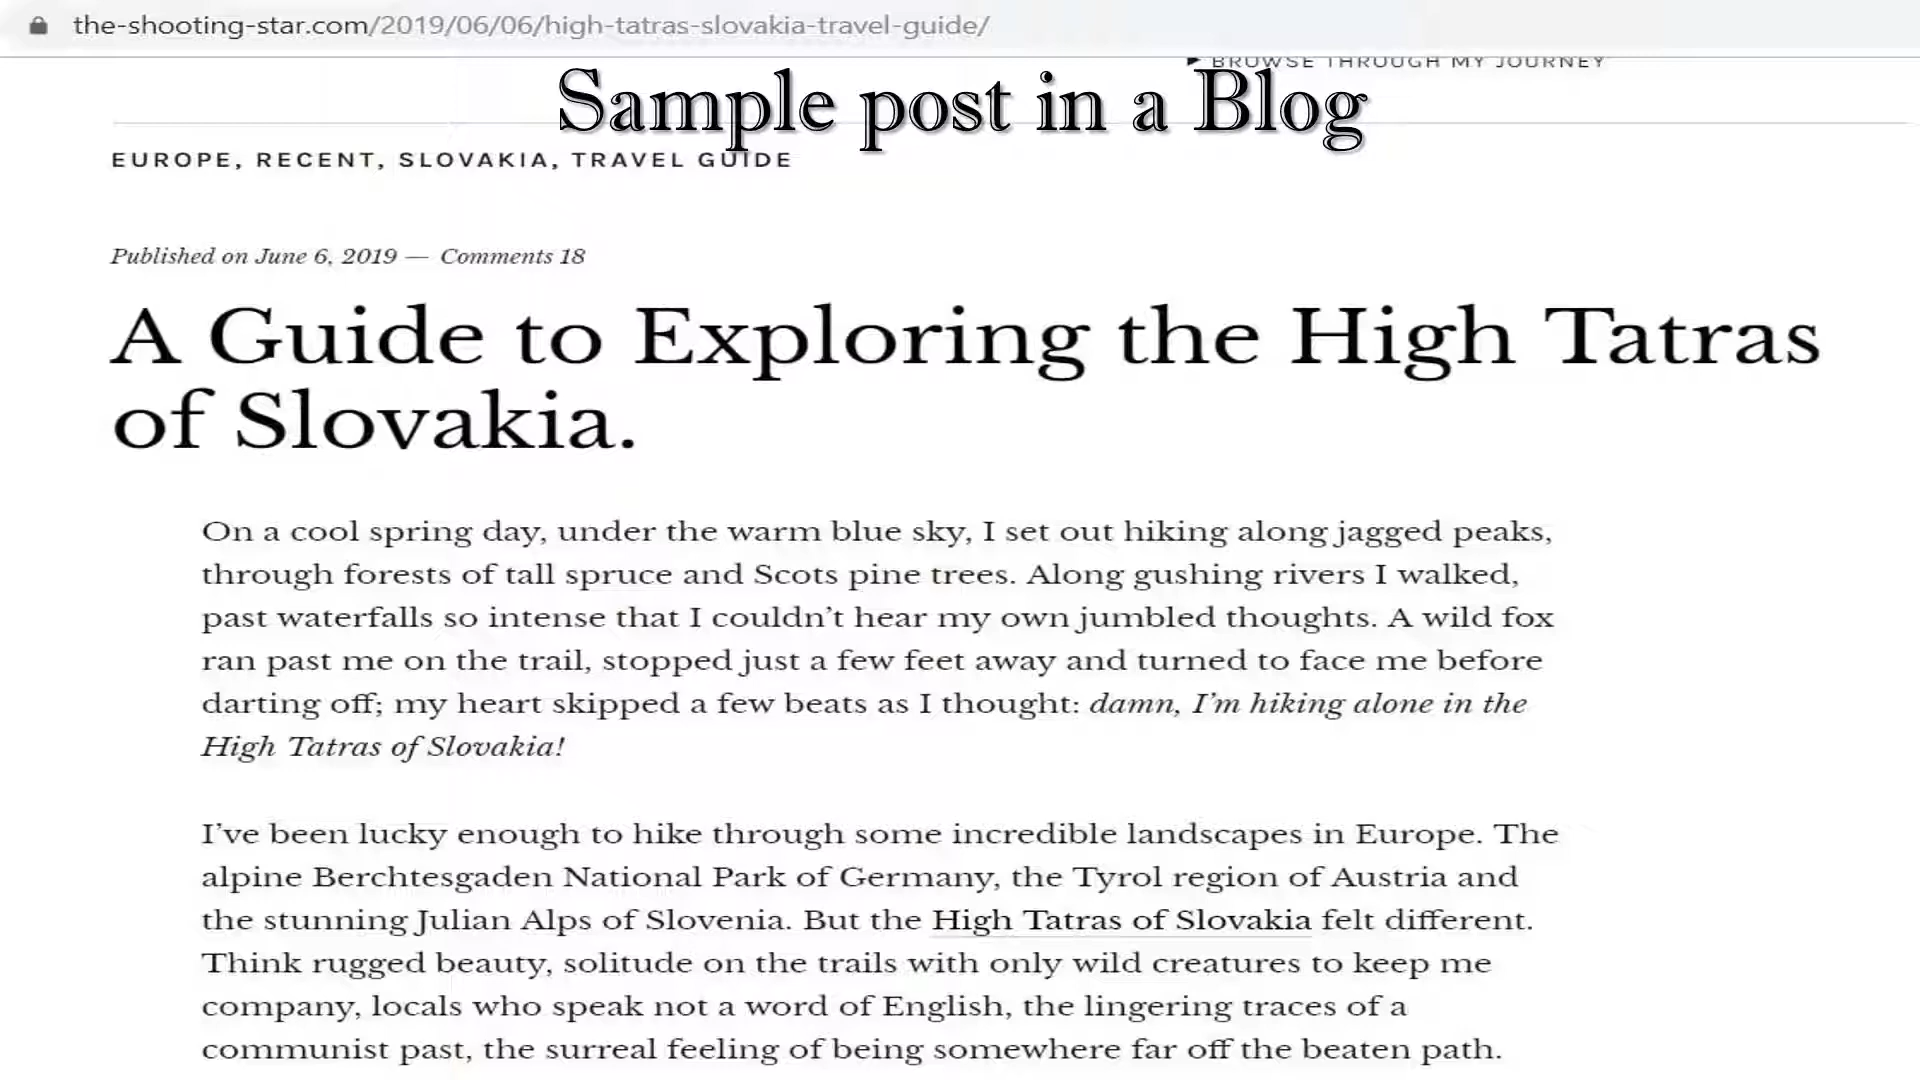 the-shooting-star.com/2019/06/06/high-tatras-slovakia-travel-guide/
BROWSE THROUGH MY JOURNEY
Sample post in a Blog
EUROPE, RECENT, SLOVAKIA, TRAVEL GUIDE
Published on June 6, 2019 — Comments 18
A Guide to Exploring the High Tatras
of Slovakia.
On a cool spring day, under the warm blue sky, I set out hiking along jagged peaks,
through forests of tall spruce and Scots pine trees. Along gushing rivers I walked,
past waterfalls so intense that I couldn’t hear my own jumbled thoughts. A wild fox
ran past me on the trail, stopped just a few feet away and turned to face me before
darting off; my heart skipped a few beats as I thought: damn, I’m hiking alone in the
High Tatras of Slovakia!
I’ve been lucky enough to hike through some incredible landscapes in Europe. The
alpine Berchtesgaden National Park of Germany, the Tyrol region of Austria and
the stunning Julian Alps of Slovenia. But the High Tatras of Slovakia felt different.
Think rugged beauty, solitude on the trails with only wild creatures to keep me
company, locals who speak not a word of English, the lingering traces of a
communist past, the surreal feeling of being somewhere far off the beaten path.